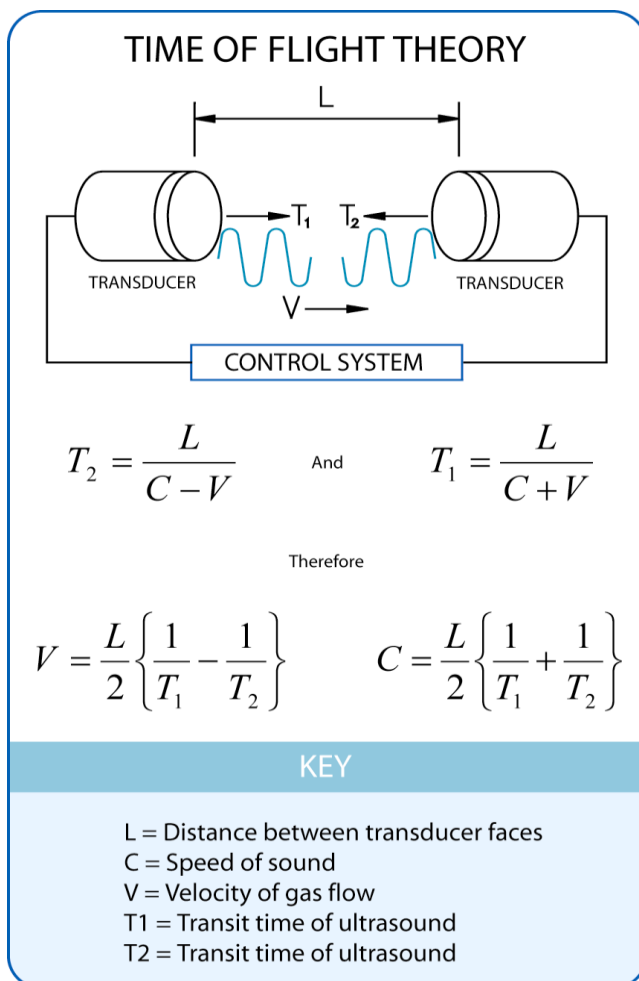 TIME OF FLIGHT THEORY
L
T₁ T₂
TRANSDUCER TRANSDUCER
V
CONTROL SYSTEM
T₂ = L / (C − V) And T₁ = L / (C + V)
Therefore
V = L/2 {1/T₁ − 1/T₂} C = L/2 {1/T₁ + 1/T₂}
KEY
L = Distance between transducer faces
C = Speed of sound
V = Velocity of gas flow
T1 = Transit time of ultrasound
T2 = Transit time of ultrasound